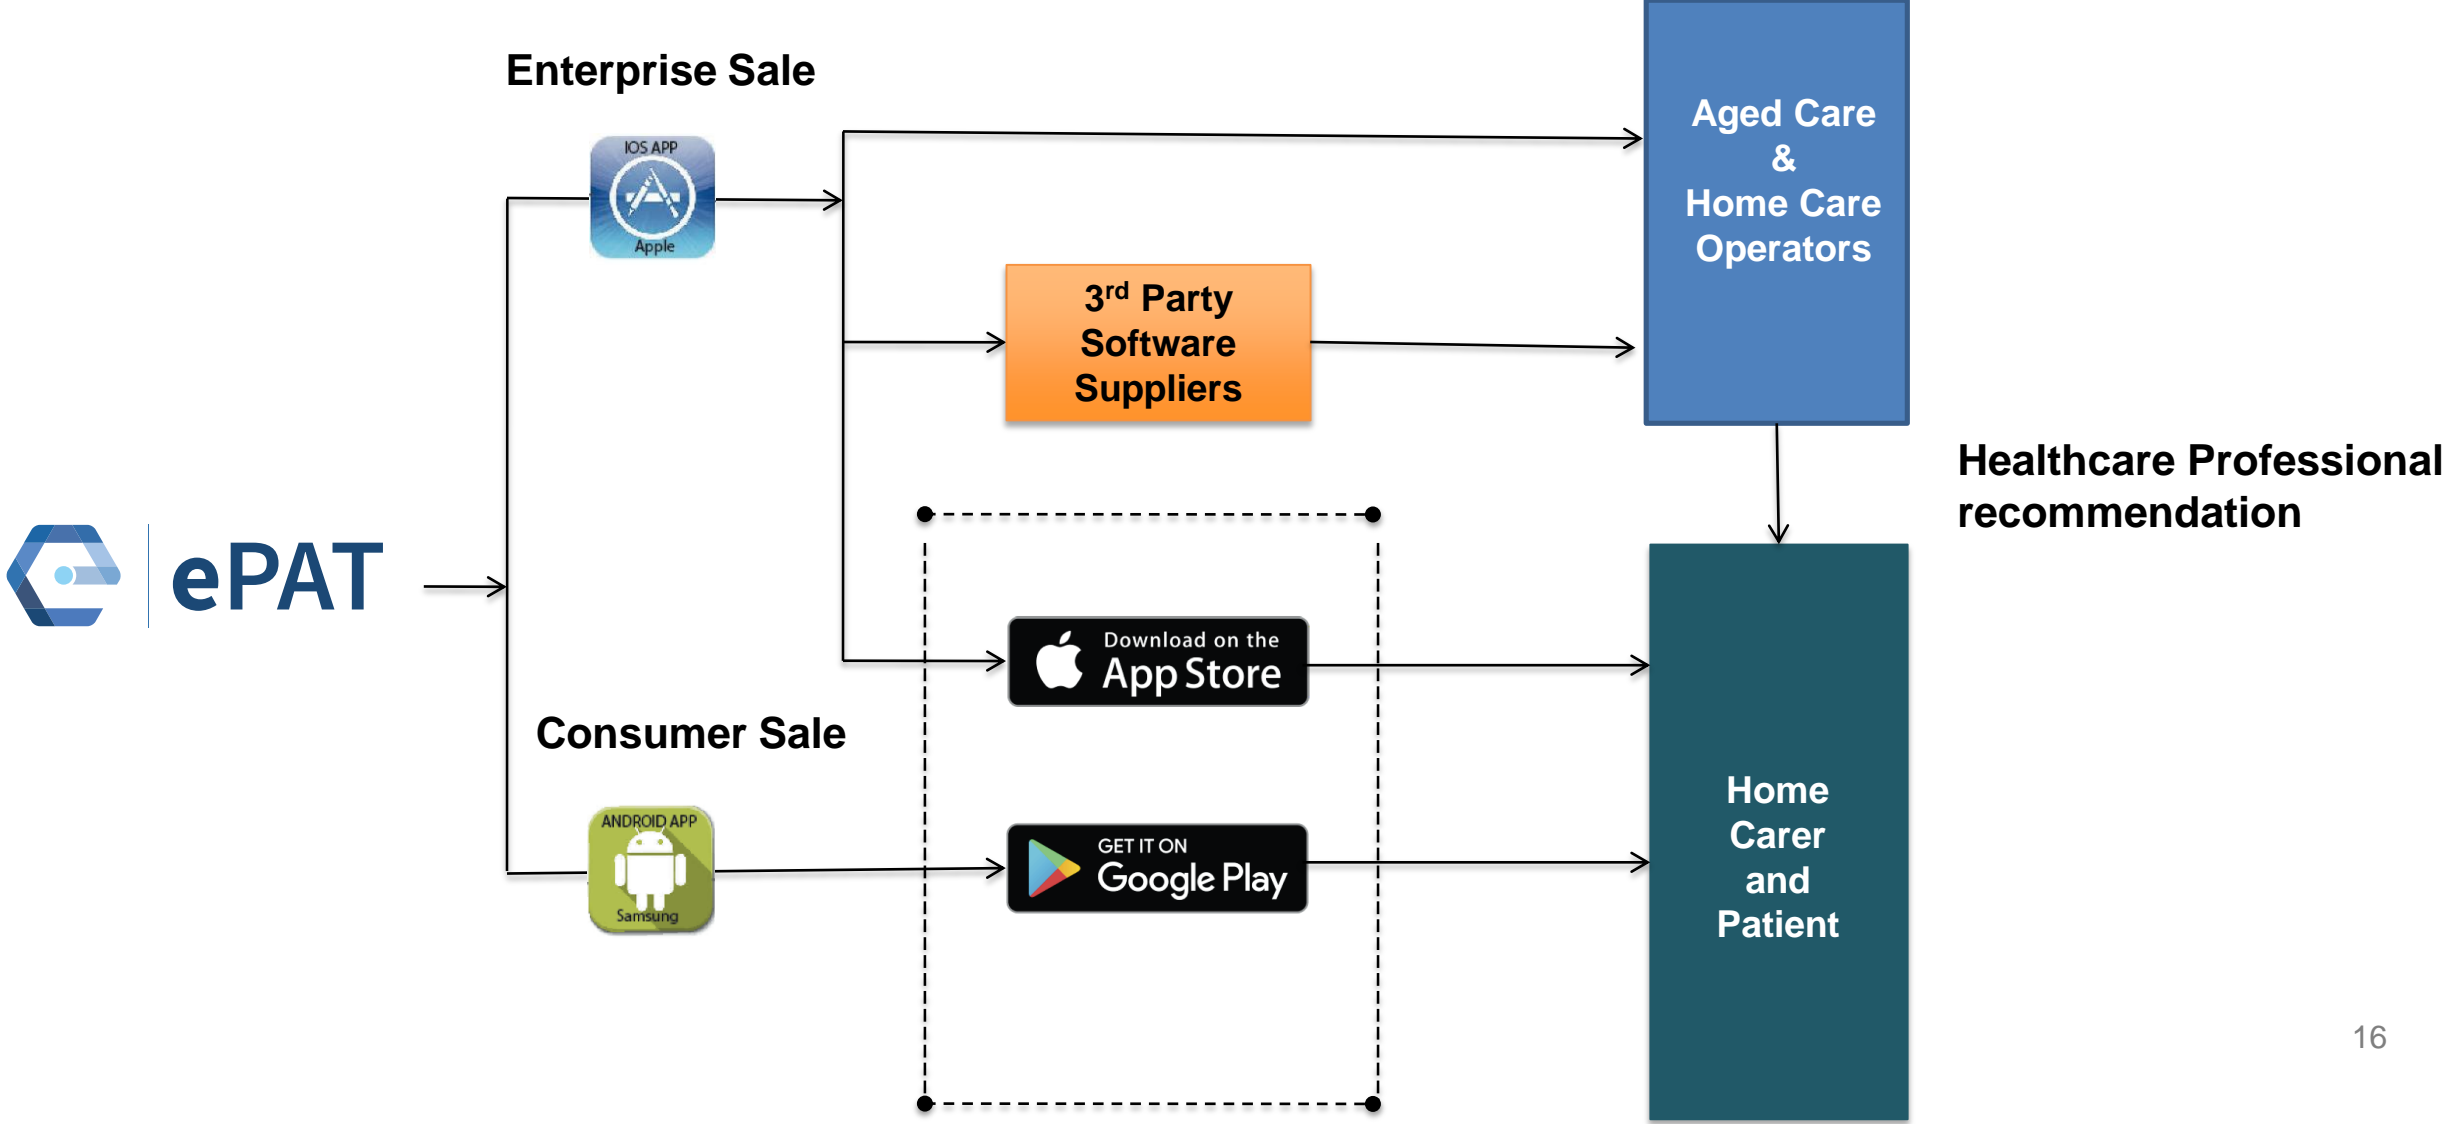 Enterprise Sale
IOS APP
Apple
Aged Care
&
Home Care
Operators
3rd Party
Software
Suppliers
Healthcare Professional
recommendation
ePAT
Download on the
App Store
Consumer Sale
ANDROID APP
Samsung
GET IT ON
Google Play
Home
Carer
and
Patient
16